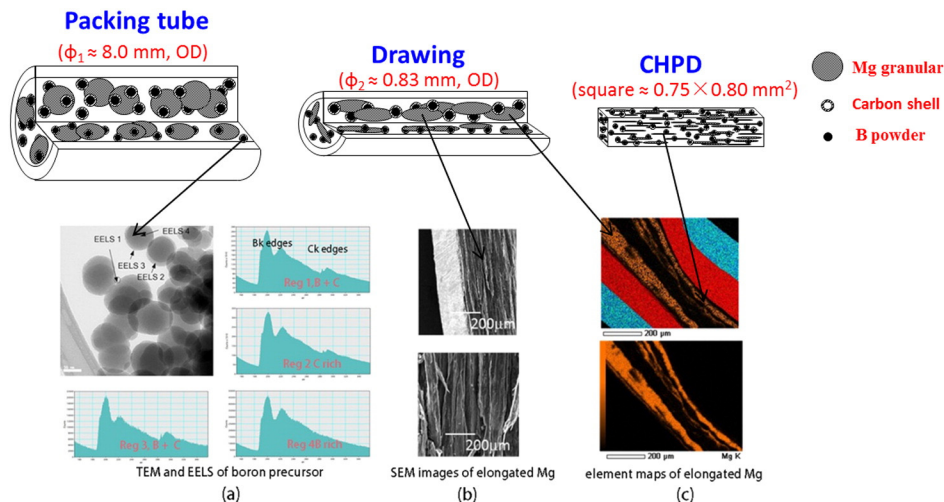 Packing tube
(ϕ₁ ≈ 8.0 mm, OD)
Drawing
(ϕ₂ ≈ 0.83 mm, OD)
CHPD
(square ≈ 0.75×0.80 mm²)
Mg granular
Carbon shell
B powder
EELS 1
EELS 4
EELS 3
EELS 2
Bk edges
Ck edges
Reg 1,B + C
Reg 2 C rich
Reg 3, B + C
Reg 4B rich
200μm
200μm
200 μm
200 μm
Mg K
TEM and EELS of boron precursor
SEM images of elongated Mg
element maps of elongated Mg
(a)
(b)
(c)